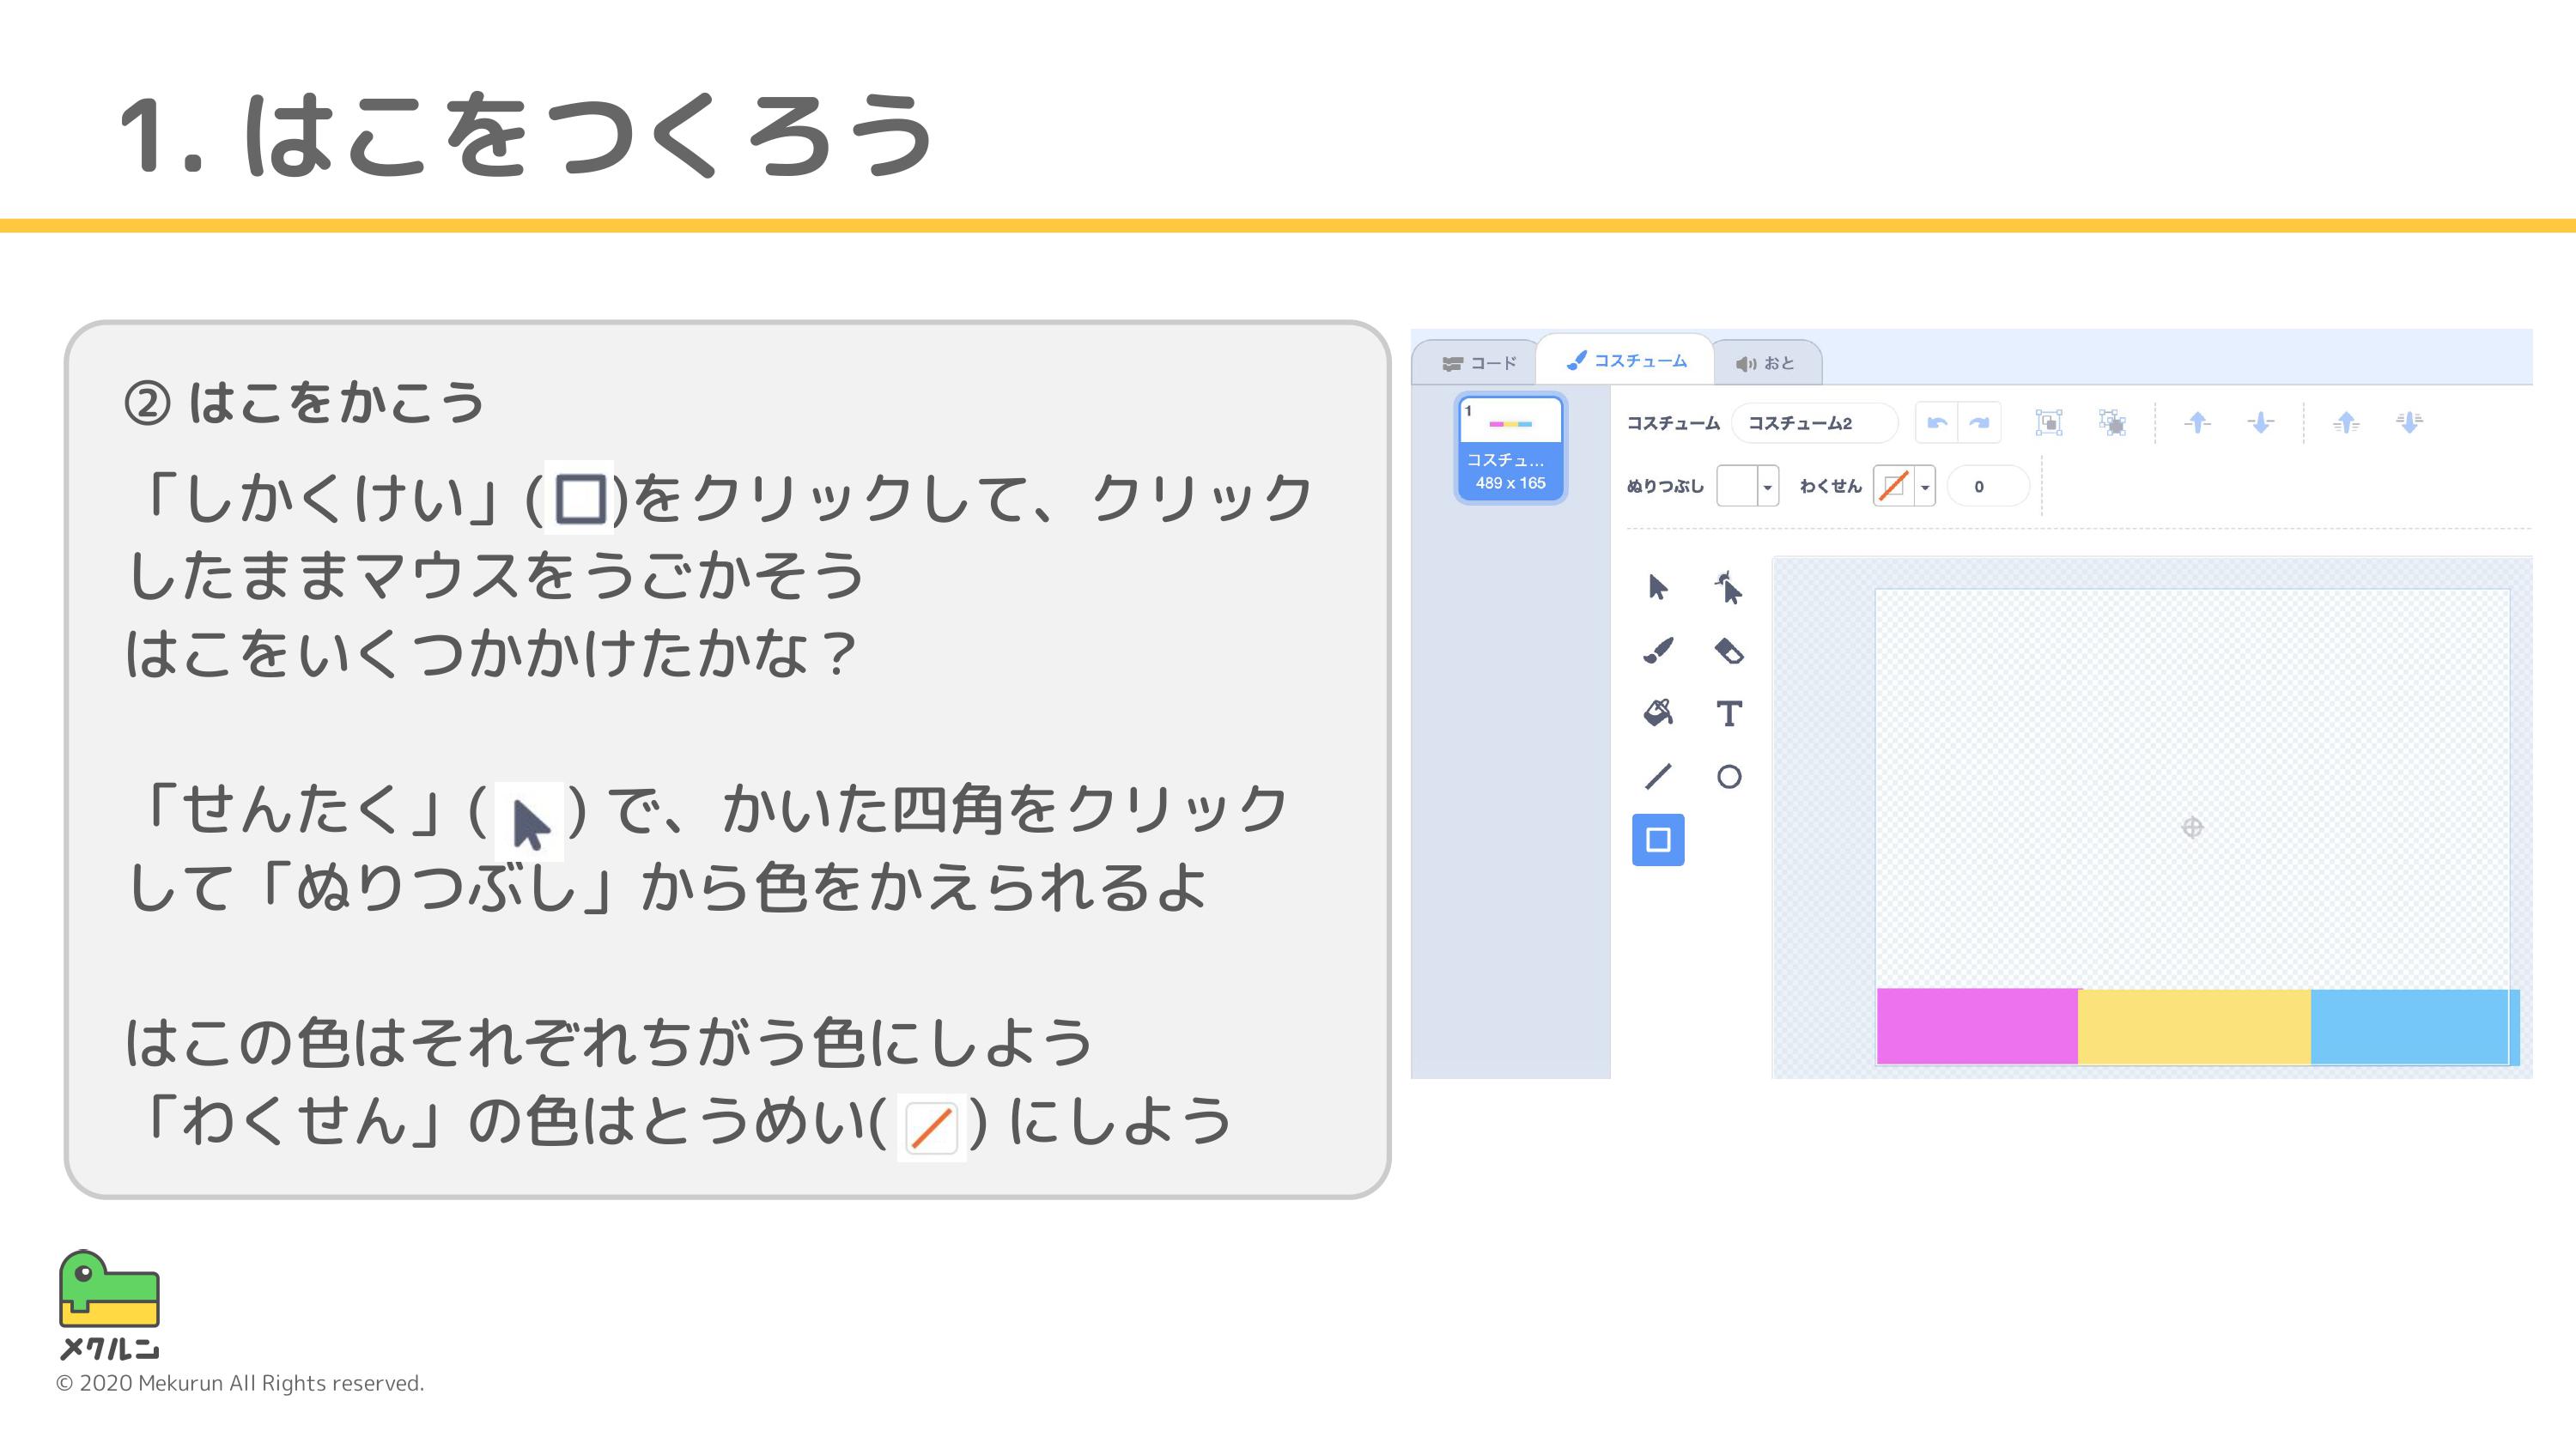 1. はこをつくろう
② はこをかこう
「しかくけい」( )をクリックして、クリック
したままマウスをうごかそう
はこをいくつかかけたかな？
「せんたく」( ) で、かいた四角をクリック
して「ぬりつぶし」から色をかえられるよ
はこの色はそれぞれちがう色にしよう
「わくせん」の色はとうめい( ) にしよう
コード コスチューム おと
1
コスチュ...
489 x 165
コスチューム コスチューム2
ぬりつぶし わくせん 0
T
メクルン
© 2020 Mekurun All Rights reserved.